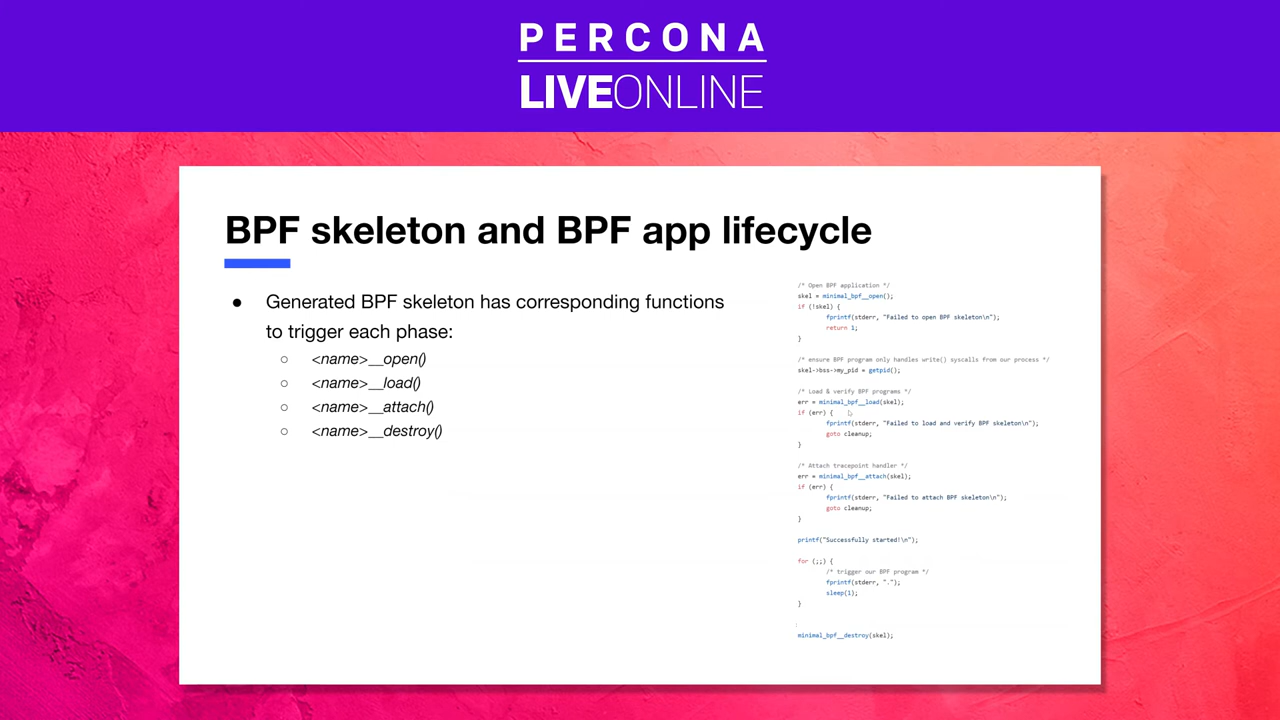 PERCONA
LIVEONLINE
BPF skeleton and BPF app lifecycle
● Generated BPF skeleton has corresponding functions
to trigger each phase:
○ <name>__open()
○ <name>__load()
○ <name>__attach()
○ <name>__destroy()
/* Open BPF application */
skel = minimal_bpf__open();
if (!skel) {
fprintf(stderr, "Failed to open BPF skeleton\n");
return 1;
}
/* ensure BPF program only handles write() syscalls from our process */
skel->bss->my_pid = getpid();
/* Load & verify BPF programs */
err = minimal_bpf__load(skel);
if (err) {
fprintf(stderr, "Failed to load and verify BPF skeleton\n");
goto cleanup;
}
/* Attach tracepoint handler */
err = minimal_bpf__attach(skel);
if (err) {
fprintf(stderr, "Failed to attach BPF skeleton\n");
goto cleanup;
}
printf("Successfully started!\n");
for (;;) {
/* trigger our BPF program */
fprintf(stderr, ".");
sleep(1);
}
minimal_bpf__destroy(skel);